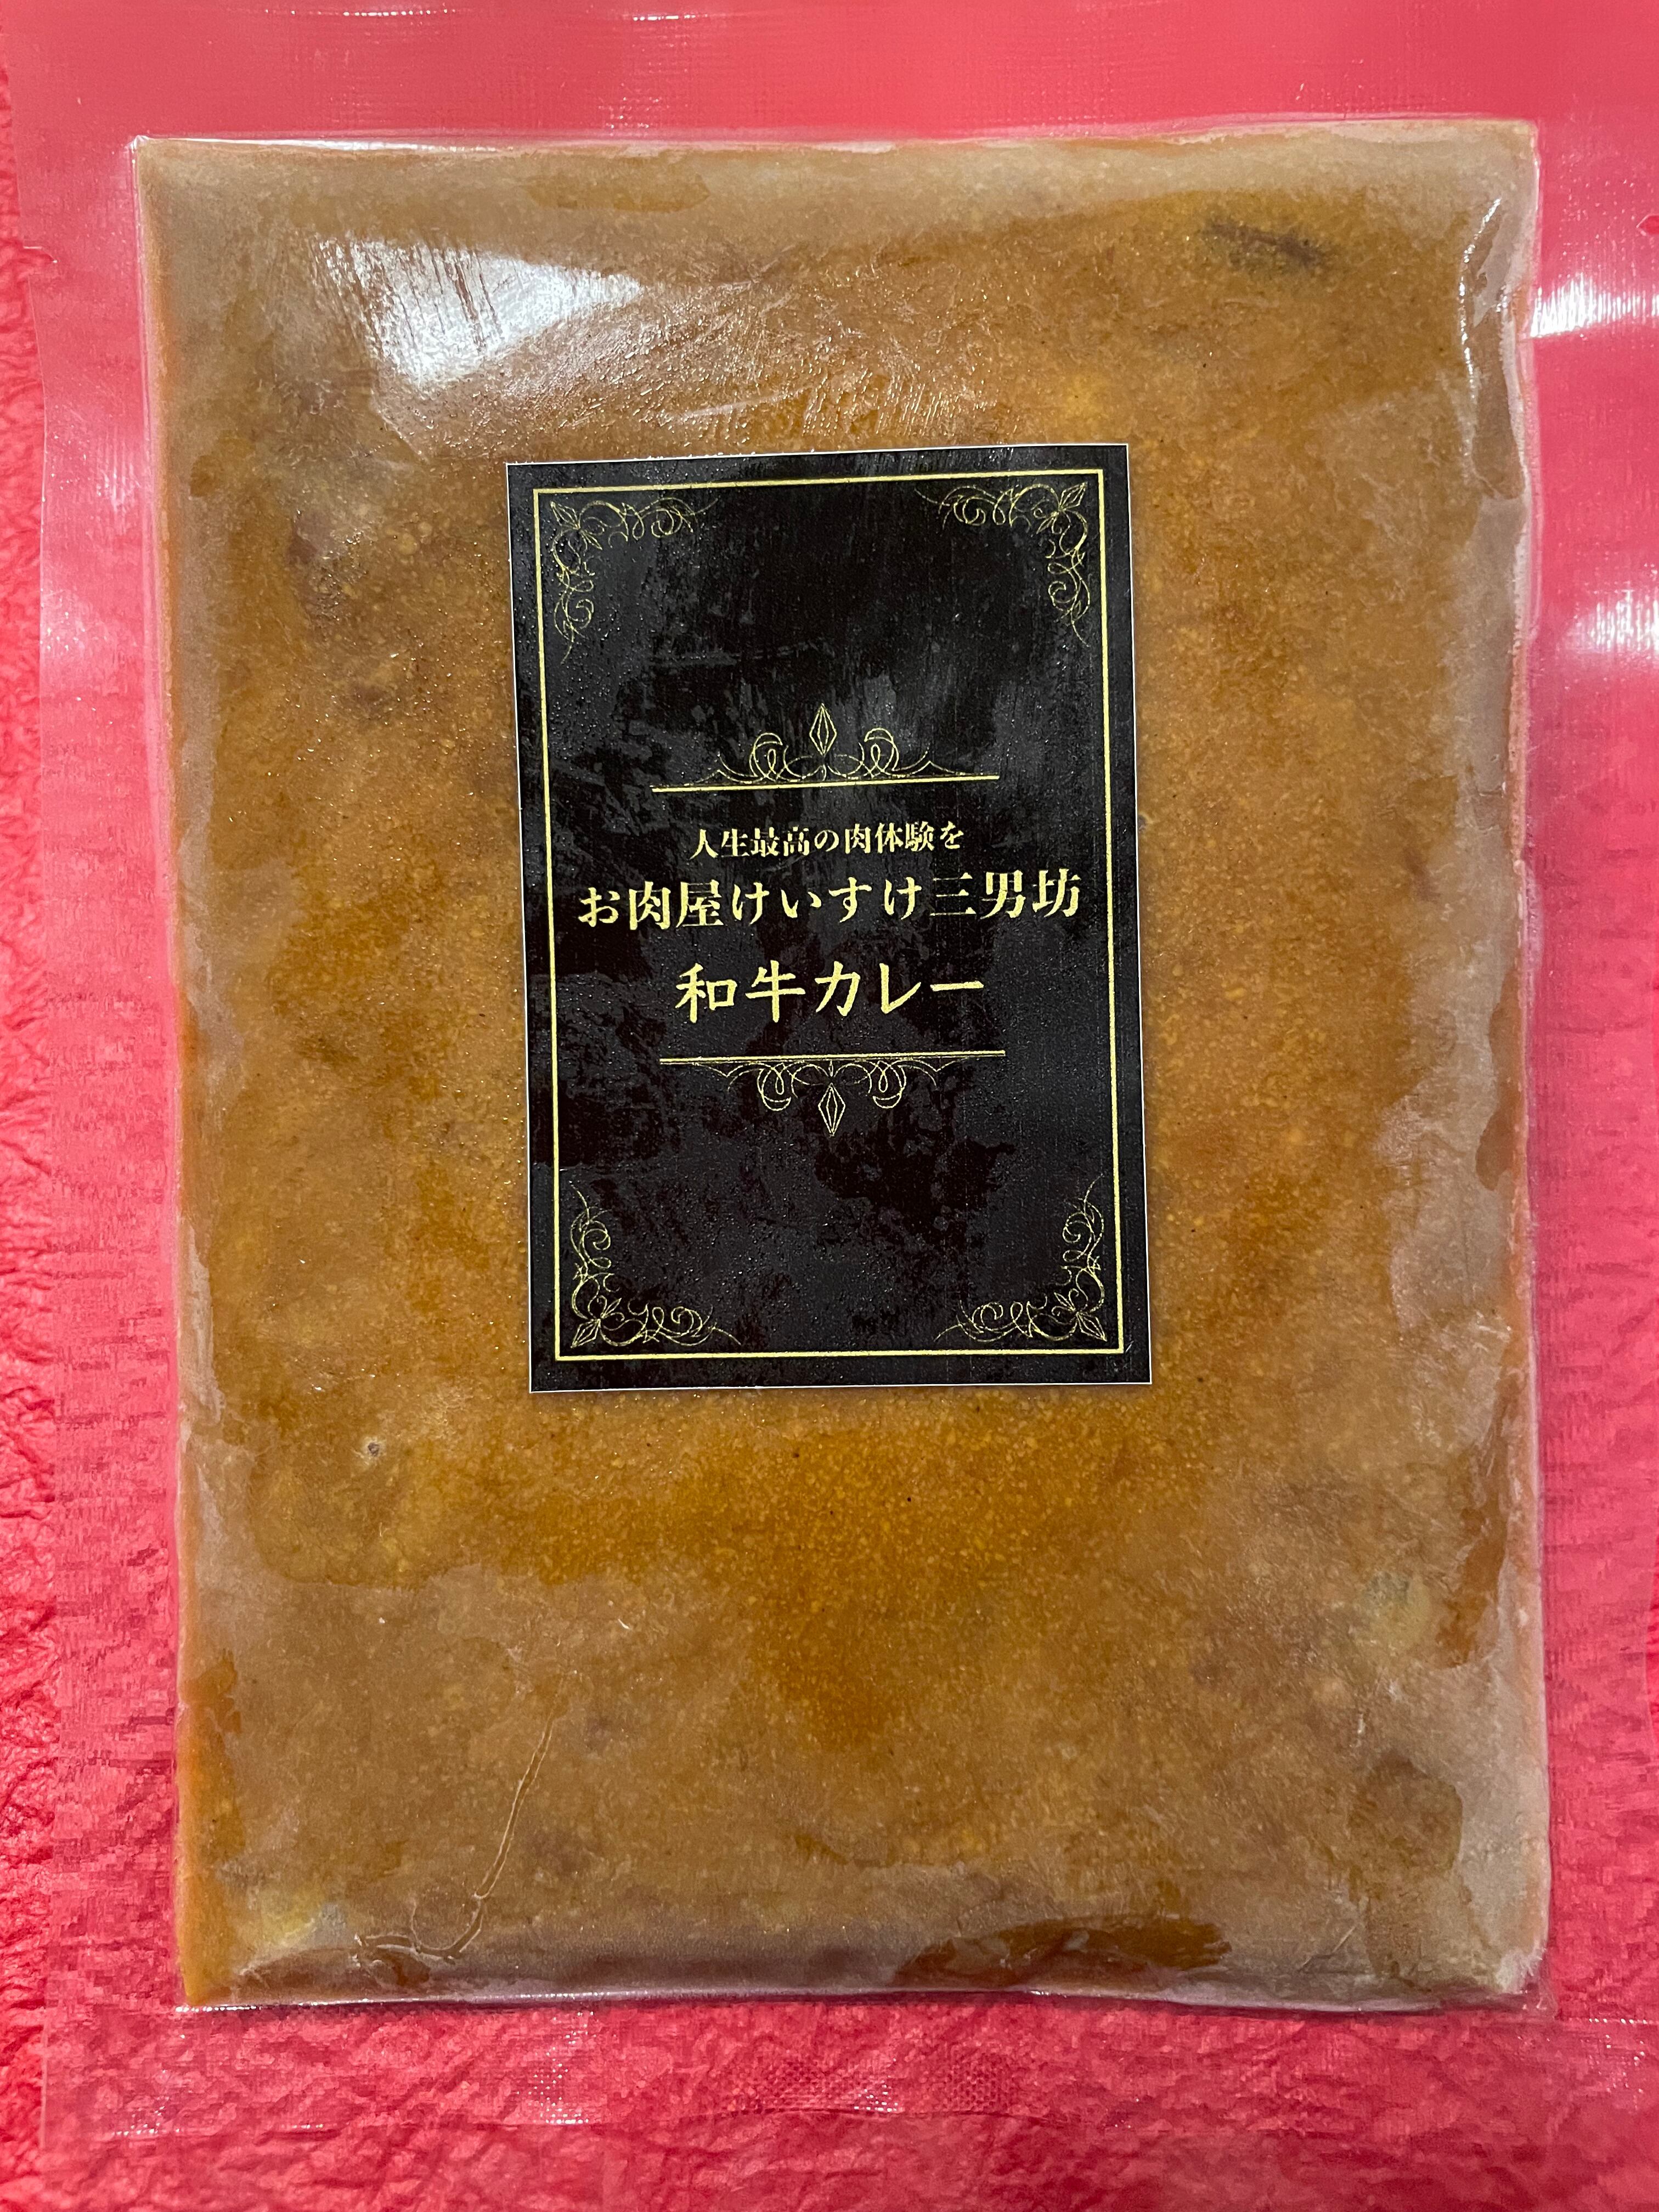 人生最高の肉体験を
お肉屋けいすけ三男坊
和牛カレー